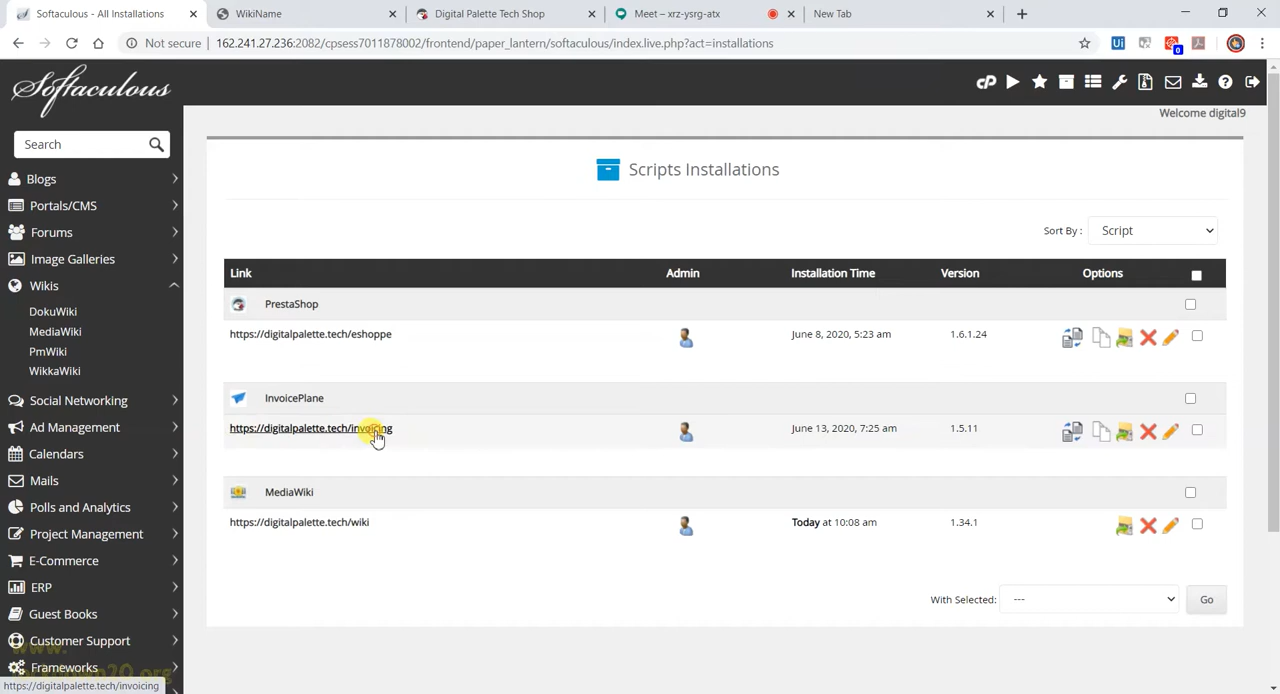 Softaculous - All Installations
WikiName
Digital Palette Tech Shop
Meet – xrz-ysrg-atx
New Tab
Not secure
162.241.27.236:2082/cpsess7011878002/frontend/paper_lantern/softaculous/index.live.php?act=installations
Softaculous
Welcome digital9
Search
Scripts Installations
Blogs
Portals/CMS
Forums
Image Galleries
Wikis
DokuWiki
MediaWiki
PmWiki
WikkaWiki
Social Networking
Ad Management
Calendars
Mails
Polls and Analytics
Project Management
E-Commerce
ERP
Guest Books
Customer Support
Frameworks
Sort By :
Script
Link
Admin
Installation Time
Version
Options
PrestaShop
https://digitalpalette.tech/eshoppe
June 8, 2020, 5:23 am
1.6.1.24
InvoicePlane
https://digitalpalette.tech/invoicing
June 13, 2020, 7:25 am
1.5.11
MediaWiki
https://digitalpalette.tech/wiki
Today at 10:08 am
1.34.1
With Selected:
---
Go
www.
https://digitalpalette.tech/invoicing